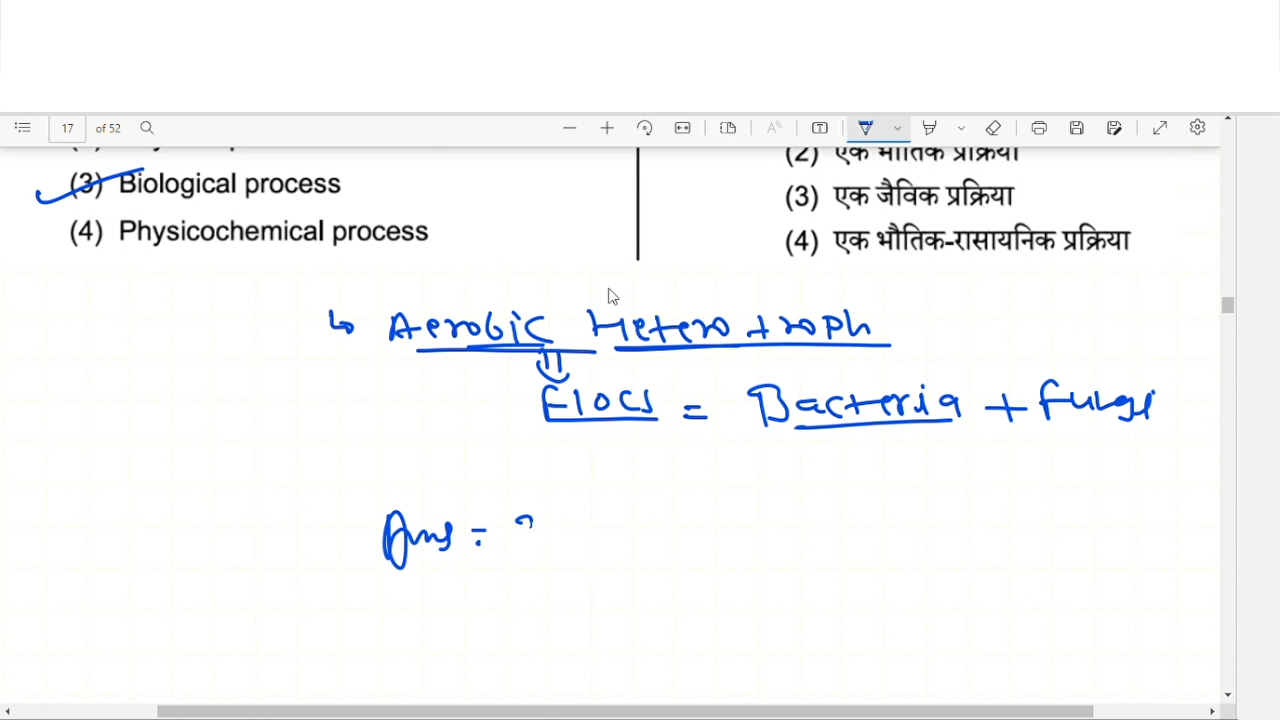 17 of 52
(3) Biological process
(4) Physicochemical process
(2) एक भौतिक प्रक्रिया
(3) एक जैविक प्रक्रिया
(4) एक भौतिक-रासायनिक प्रक्रिया
↳ Aerobic Heterotroph
Flocs = Bacteria + Fungi
Ans =